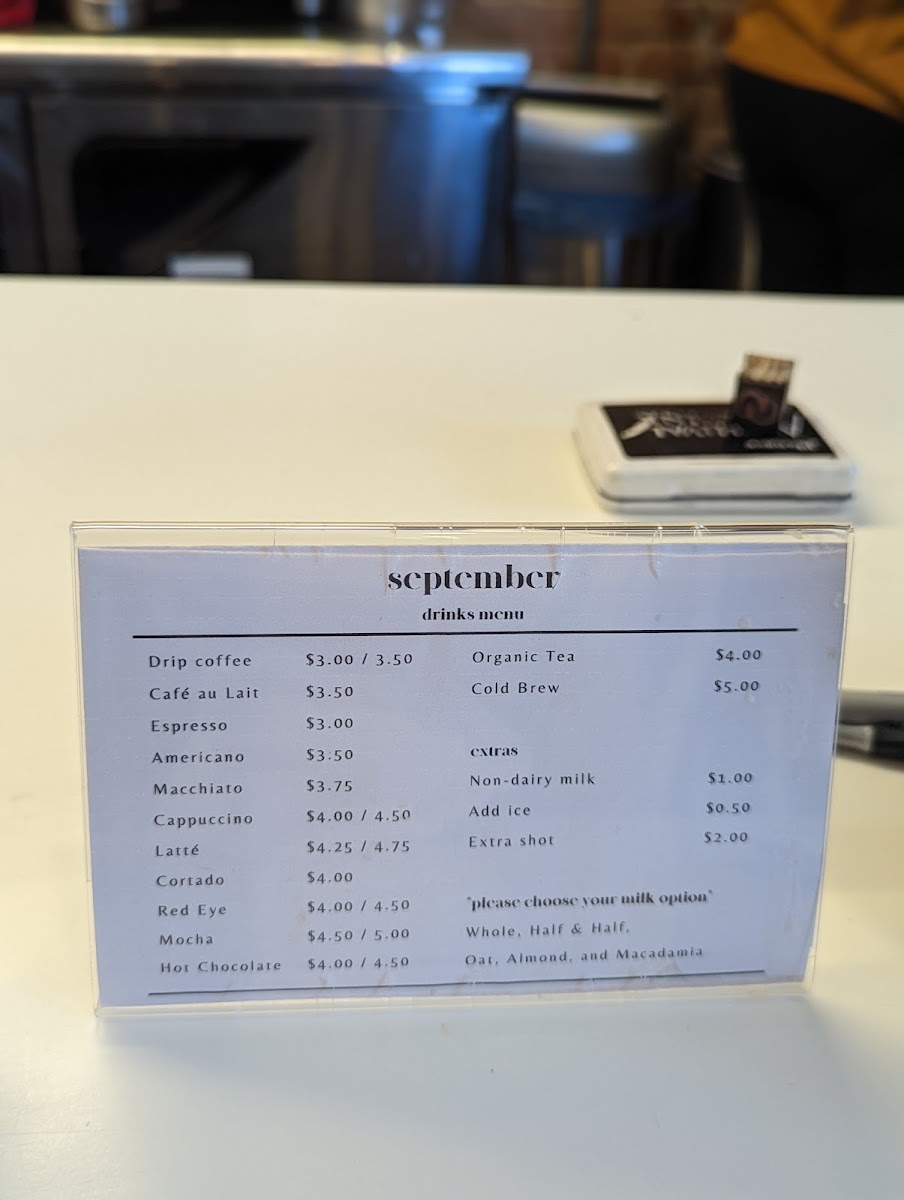 september
drinks menu
Drip coffee $3.00 / 3.50
Café au Lait $3.50
Espresso $3.00
Americano $3.50
Macchiato $3.75
Cappuccino $4.00 / 4.50
Latté $4.25 / 4.75
Cortado $4.00
Red Eye $4.00 / 4.50
Mocha $4.50 / 5.00
Hot Chocolate $4.00 / 4.50
Organic Tea $4.00
Cold Brew $5.00
extras
Non-dairy milk $1.00
Add ice $0.50
Extra shot $2.00
*please choose your milk option*
Whole, Half & Half,
Oat, Almond, and Macadamia